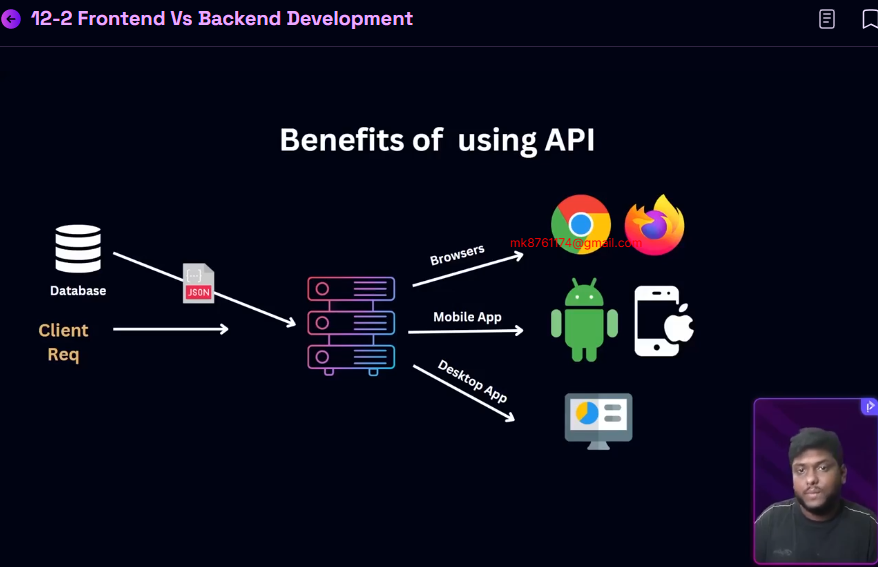 12-2 Frontend Vs Backend Development
Benefits of using API
Database
JSON
Client
Req
Browsers
mk8761174@gmail.com
Mobile App
Desktop App